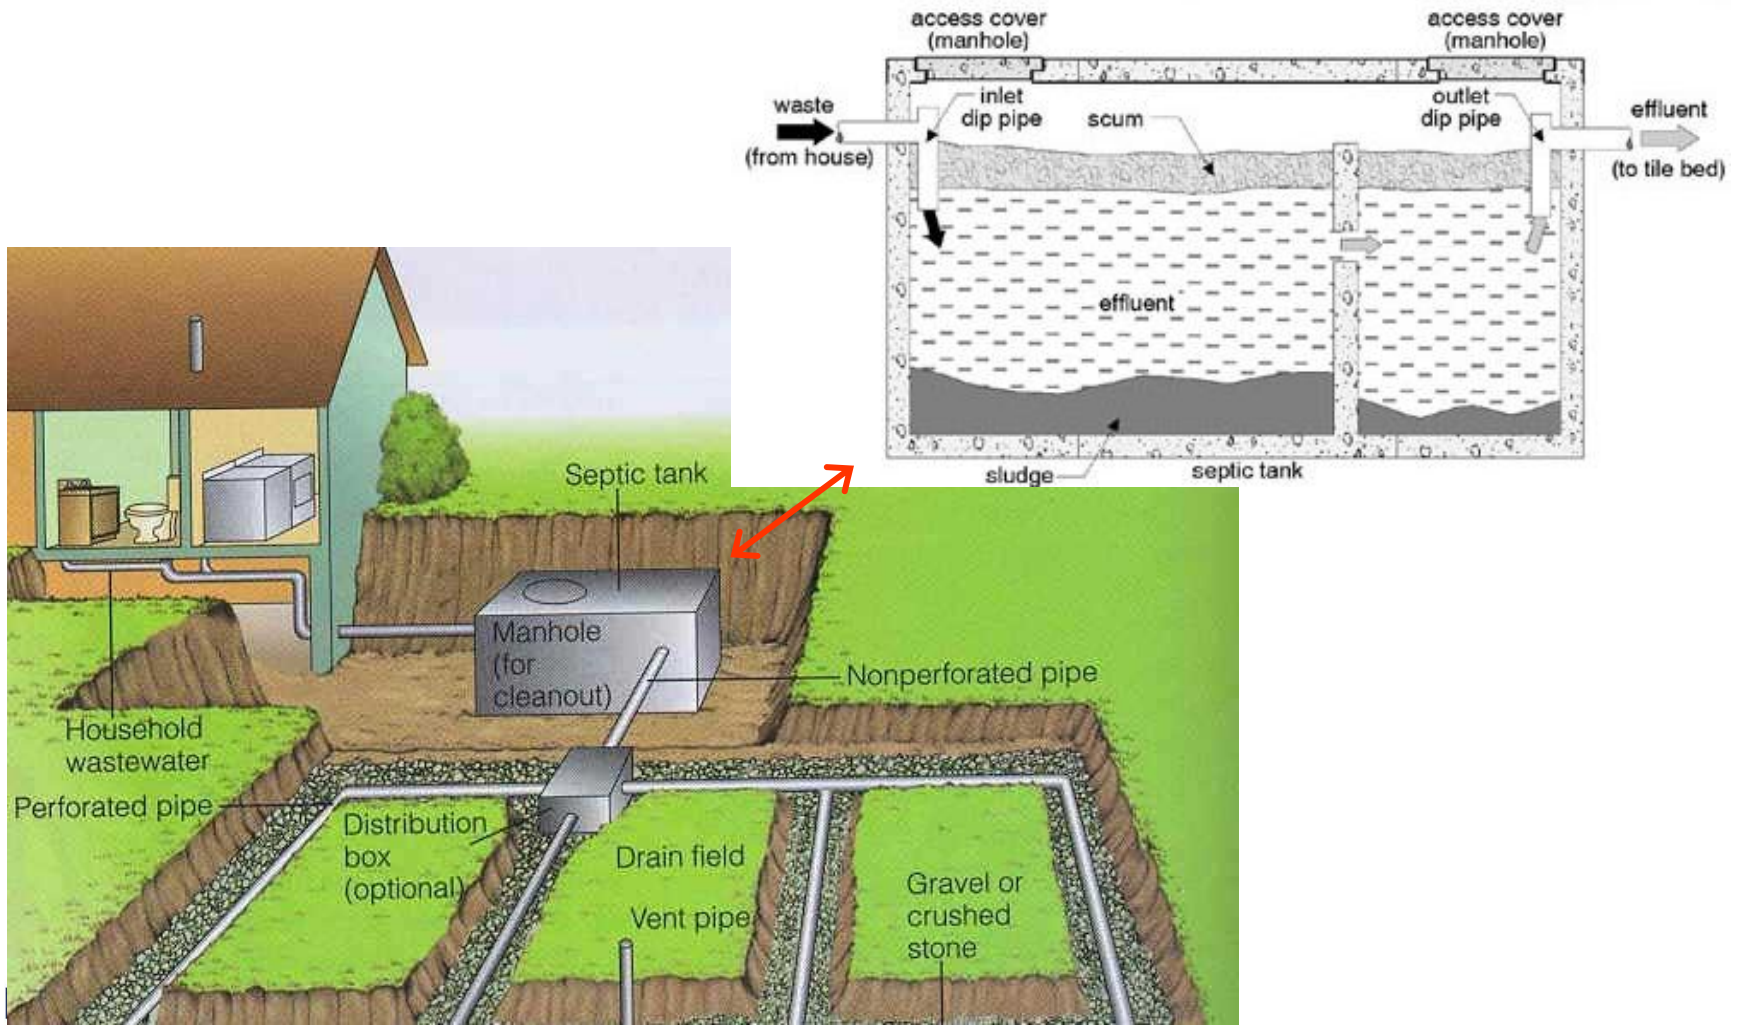 access cover
(manhole)
access cover
(manhole)
waste
(from house)
inlet
dip pipe
scum
outlet
dip pipe
effluent
(to tile bed)
effluent
sludge
septic tank
Septic tank
Manhole
(for
cleanout)
Nonperforated pipe
Household
wastewater
Perforated pipe
Distribution
box
(optional)
Drain field
Vent pipe
Gravel or
crushed
stone